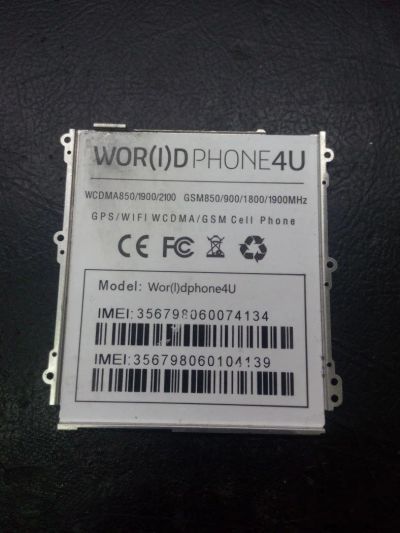 WOR(I)D PHONE4U
WCDMA850/1900/2100 GSM850/900/1800/1900MHz
GPS/WIFI WCDMA/GSM Cell Phone
CE FC
Model: Wor(l)dphone4U
IMEI:356798060074134
IMEI:356798060104139